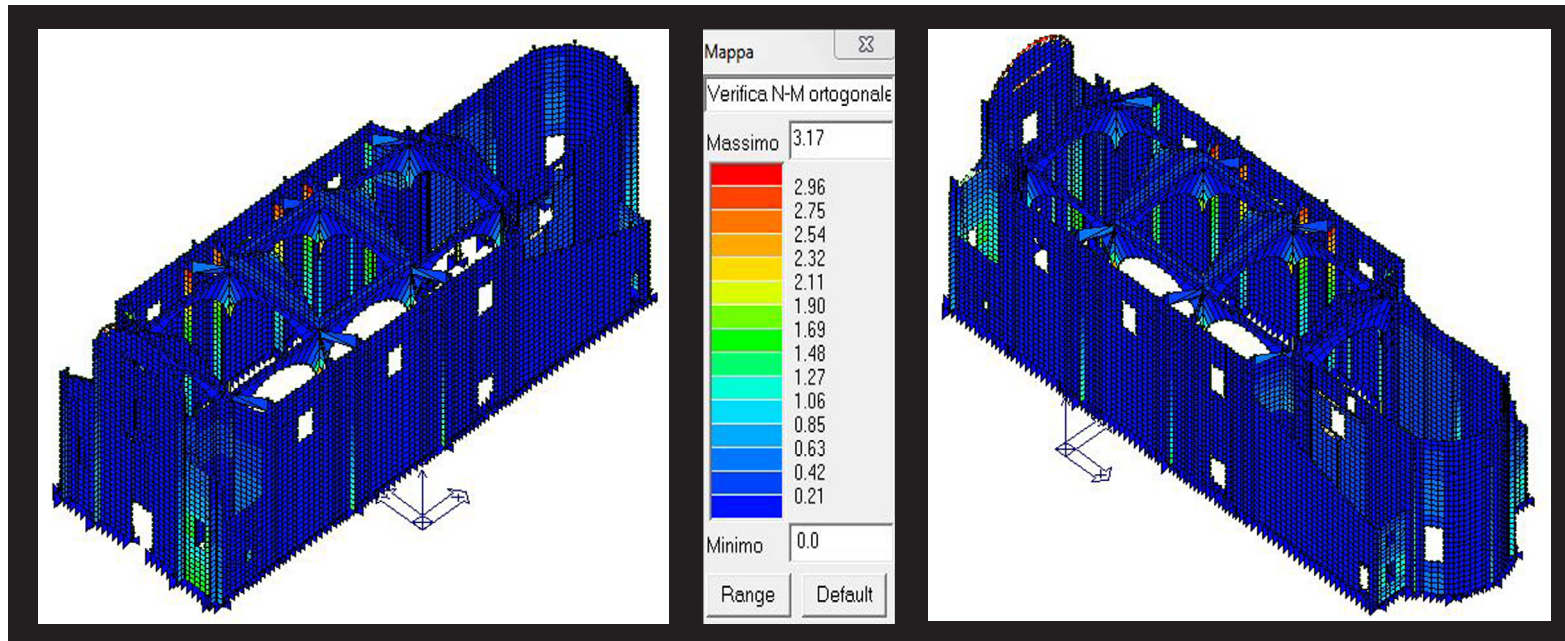 Mappa
Verifica N-M ortogonale
Massimo 3.17
2.96
2.75
2.54
2.32
2.11
1.90
1.69
1.48
1.27
1.06
0.85
0.63
0.42
0.21
Minimo 0.0
Range Default